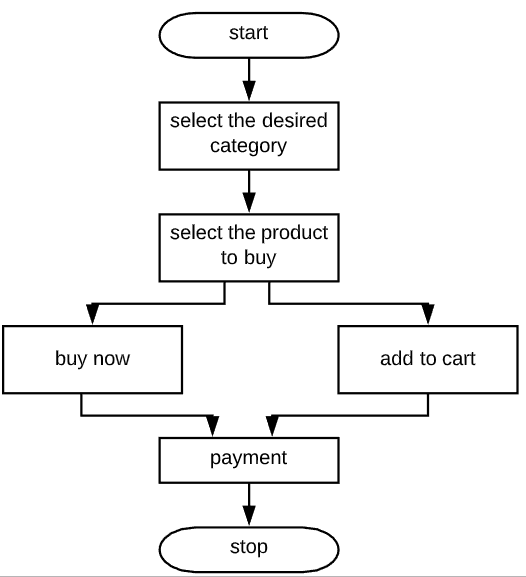 start
select the desired
category
select the product
to buy
buy now
add to cart
payment
stop